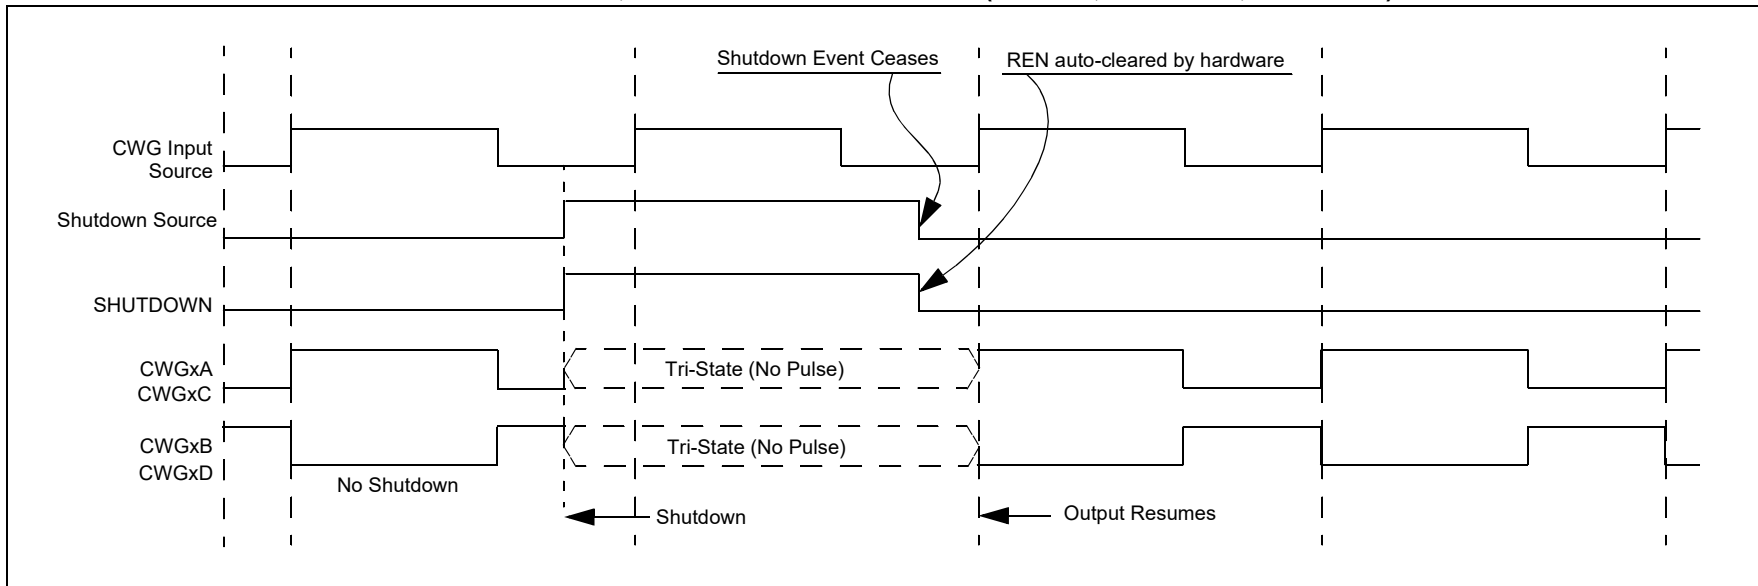 Shutdown Event Ceases
REN auto-cleared by hardware
CWG Input
Source
Shutdown Source
SHUTDOWN
CWGxA
CWGxC
Tri-State (No Pulse)
CWGxB
CWGxD
Tri-State (No Pulse)
No Shutdown
Shutdown
Output Resumes